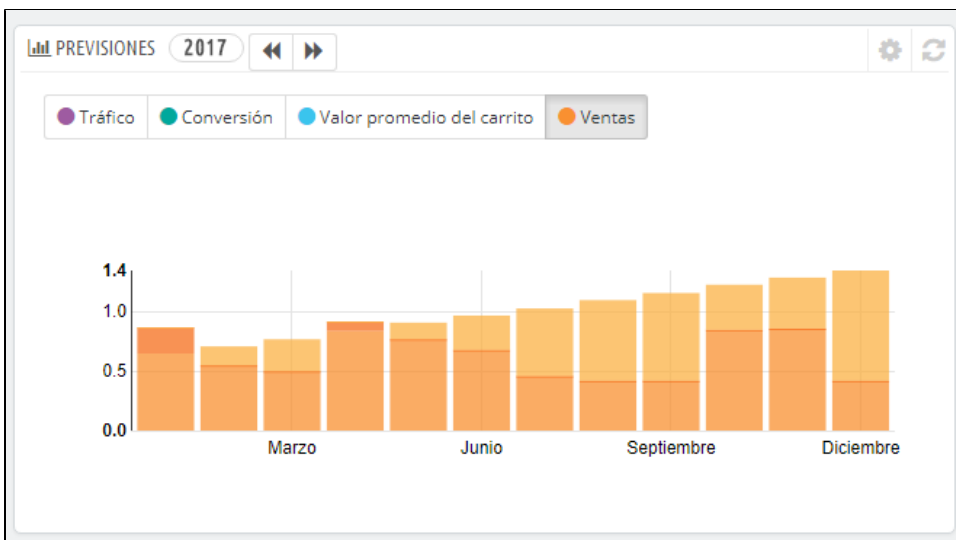 PREVISIONES 2017
Tráfico Conversión Valor promedio del carrito Ventas
1.4
1.0
0.5
0.0
Marzo Junio Septiembre Diciembre